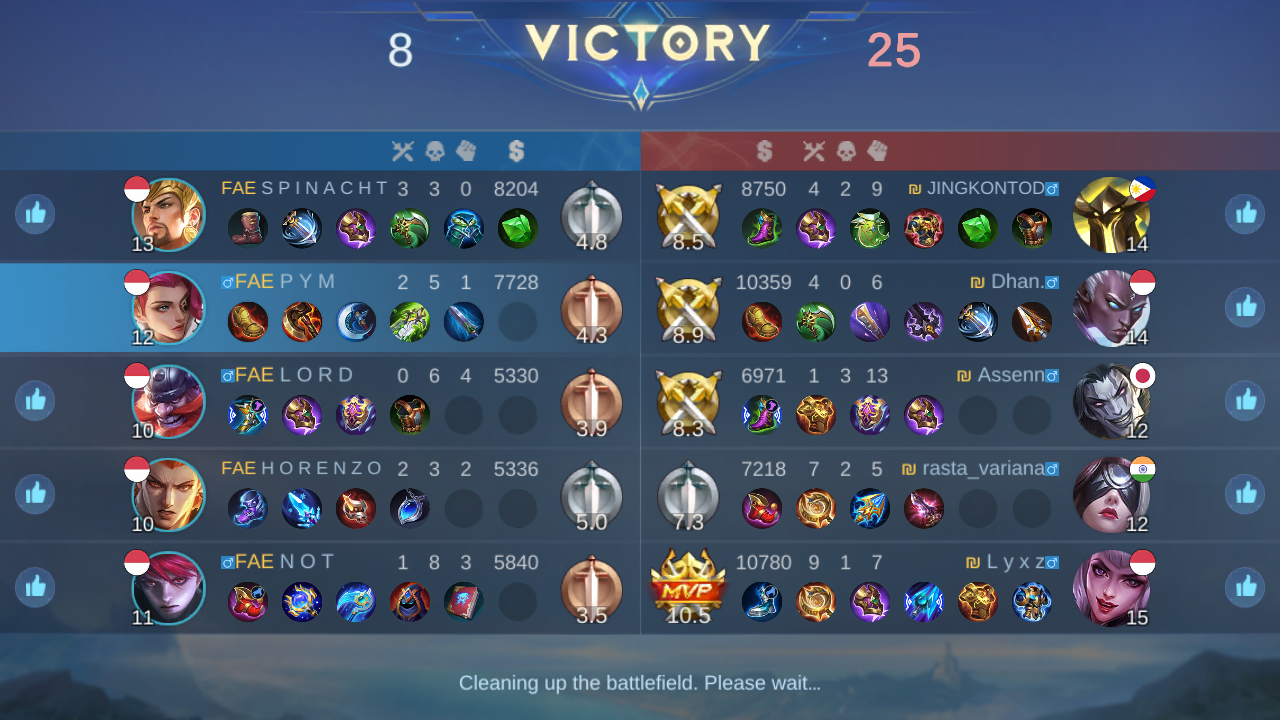 8 VICTORY 25
FAE S P I N A C H T 3 3 0 8204
13 4.8
8750 4 2 9 ₪ JINGKONTOD♂
8.5 14
♂FAE P Y M 2 5 1 7728
12 4.3
10359 4 0 6 ₪ Dhan.♂
8.9 14
♂FAE L O R D 0 6 4 5330
10 3.9
6971 1 3 13 ₪ Assenn♂
8.3 12
FAE H O R E N Z O 2 3 2 5336
10 5.0
7218 7 2 5 ₪ rasta_variana♂
7.3 12
♂FAE N O T 1 8 3 5840
11 3.5
10780 9 1 7 ₪ L y x z♂
MVP
10.5 15
Cleaning up the battlefield. Please wait...